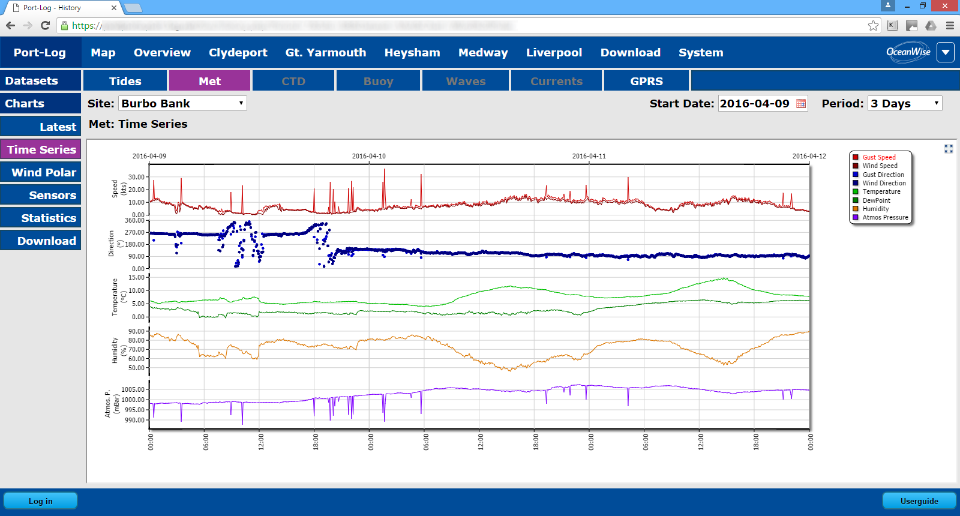 Port-Log - History
https://
Port-Log Map Overview Clydeport Gt. Yarmouth Heysham Medway Liverpool Download System OceanWise
Datasets Tides Met CTD Buoy Waves Currents GPRS
Charts Site: Burbo Bank Start Date: 2016-04-09 Period: 3 Days
Latest Met: Time Series
Time Series
Wind Polar
Sensors
Statistics
Download
2016-04-09 2016-04-10 2016-04-11 2016-04-12
Speed
(kts)
30.00
20.00
10.00
0.00
Direction
(°)
360.00
270.00
180.00
90.00
0.00
Temperature
(°C)
15.00
10.00
5.00
0.00
Humidity
(%)
90.00
80.00
70.00
60.00
50.00
Atmos. P.
(mBar)
1005.00
1000.00
995.00
990.00
00:00 06:00 12:00 18:00 00:00 06:00 12:00 18:00 00:00 06:00 12:00 18:00 00:00
Gust Speed
Wind Speed
Gust Direction
Wind Direction
Temperature
DewPoint
Humidity
Atmos Pressure
Log in Userguide